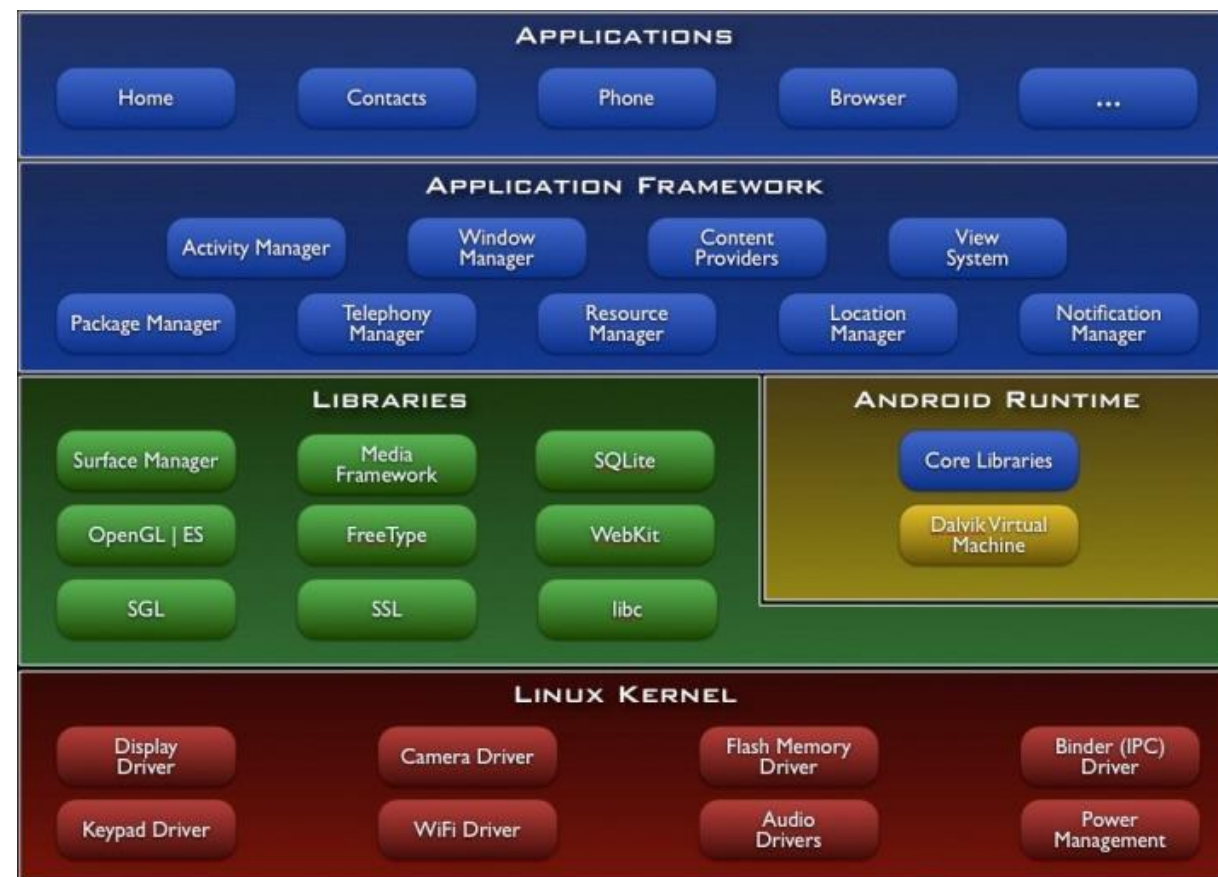 APPLICATIONS
Home
Contacts
Phone
Browser
...
APPLICATION FRAMEWORK
Activity Manager
Window
Manager
Content
Providers
View
System
Package Manager
Telephony
Manager
Resource
Manager
Location
Manager
Notification
Manager
LIBRARIES
Surface Manager
Media
Framework
SQLite
OpenGL | ES
FreeType
WebKit
SGL
SSL
libc
ANDROID RUNTIME
Core Libraries
Dalvik Virtual
Machine
LINUX KERNEL
Display
Driver
Camera Driver
Flash Memory
Driver
Binder (IPC)
Driver
Keypad Driver
WiFi Driver
Audio
Drivers
Power
Management